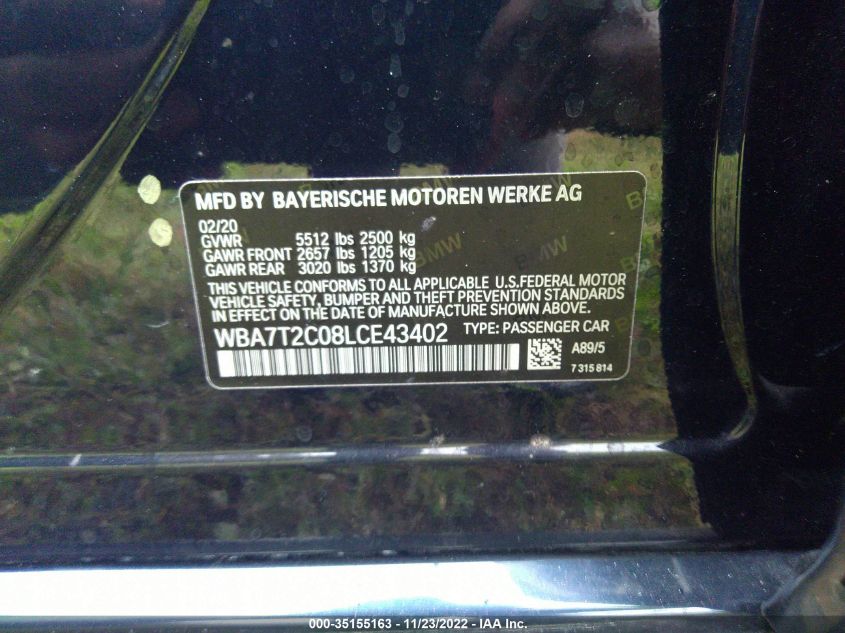 MFD BY BAYERISCHE MOTOREN WERKE AG
02/20
GVWR 5512 lbs 2500 kg
GAWR FRONT 2657 lbs 1205 kg
GAWR REAR 3020 lbs 1370 kg
THIS VEHICLE CONFORMS TO ALL APPLICABLE U.S.FEDERAL MOTOR
VEHICLE SAFETY, BUMPER AND THEFT PREVENTION STANDARDS
IN EFFECT ON THE DATE OF MANUFACTURE SHOWN ABOVE.
WBA7T2C08LCE43402 TYPE: PASSENGER CAR
A89/5
7 315 814
BMW
BMW
000-35155163 - 11/23/2022 - IAA Inc.